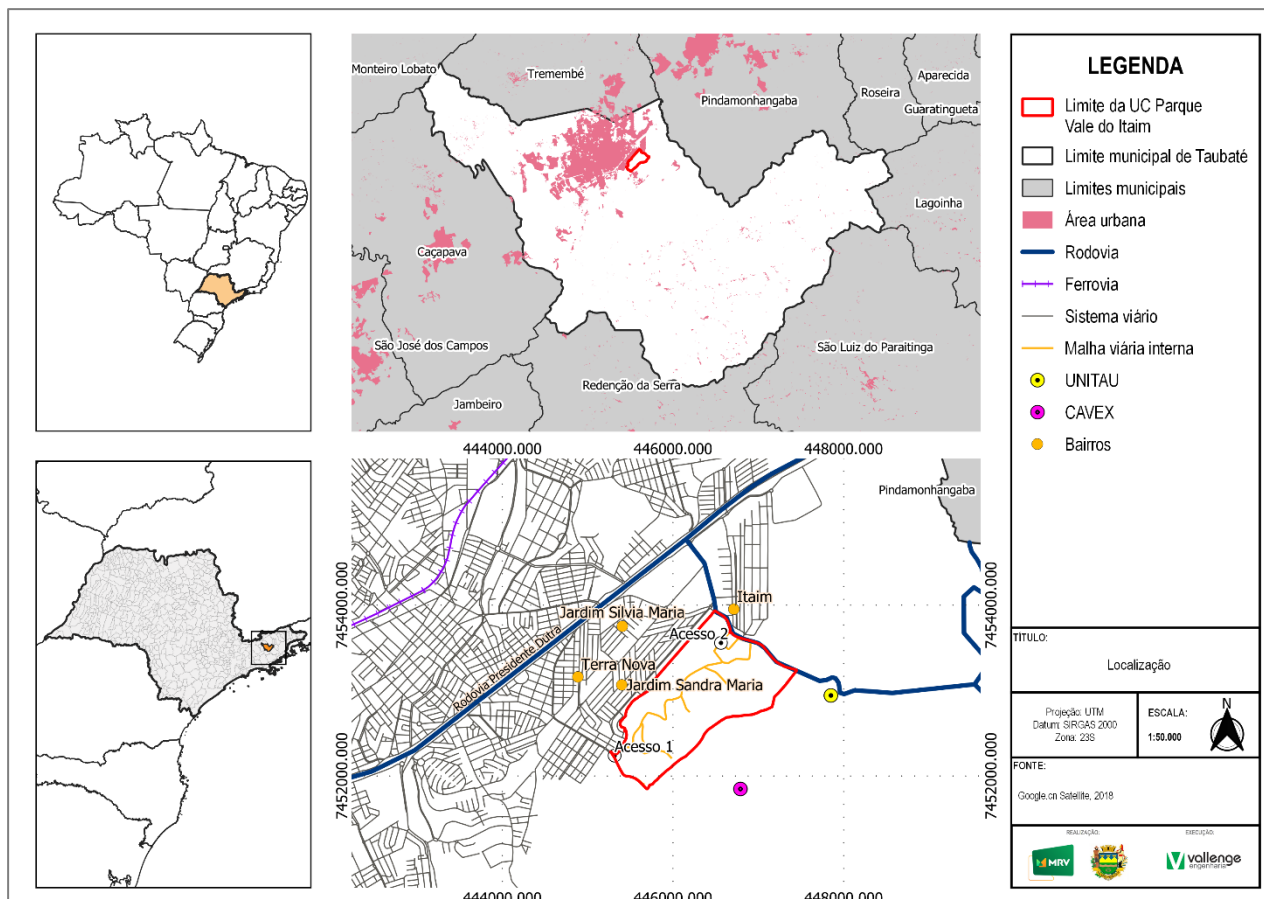 Monteiro Lobato
Tremembé
Pindamonhangaba
Roseira
Aparecida
Guaratingueta
Lagoinha
Caçapava
São José dos Campos
Jambeiro
Redenção da Serra
São Luiz do Paraitinga
444000.000
446000.000
448000.000
Pindamonhangaba
7454000.000
7454000.000
Itaim
Jardim Silvia Maria
Acesso 2
Rodovia Presidente Dutra
Terra Nova
Jardim Sandra Maria
Acesso 1
7452000.000
7452000.000
444000.000
446000.000
448000.000
LEGENDA
Limite da UC Parque
Vale do Itaim
Limite municipal de Taubaté
Limites municipais
Área urbana
Rodovia
Ferrovia
Sistema viário
Malha viária interna
UNITAU
CAVEX
Bairros
TÍTULO:
Localização
Projeção: UTM
Datum: SIRGAS 2000
Zona: 23S
ESCALA:
1:50.000
N
FONTE:
Google.cn Satellite, 2018
REALIZAÇÃO:
EXECUÇÃO:
MRV
vallenge
engenharia